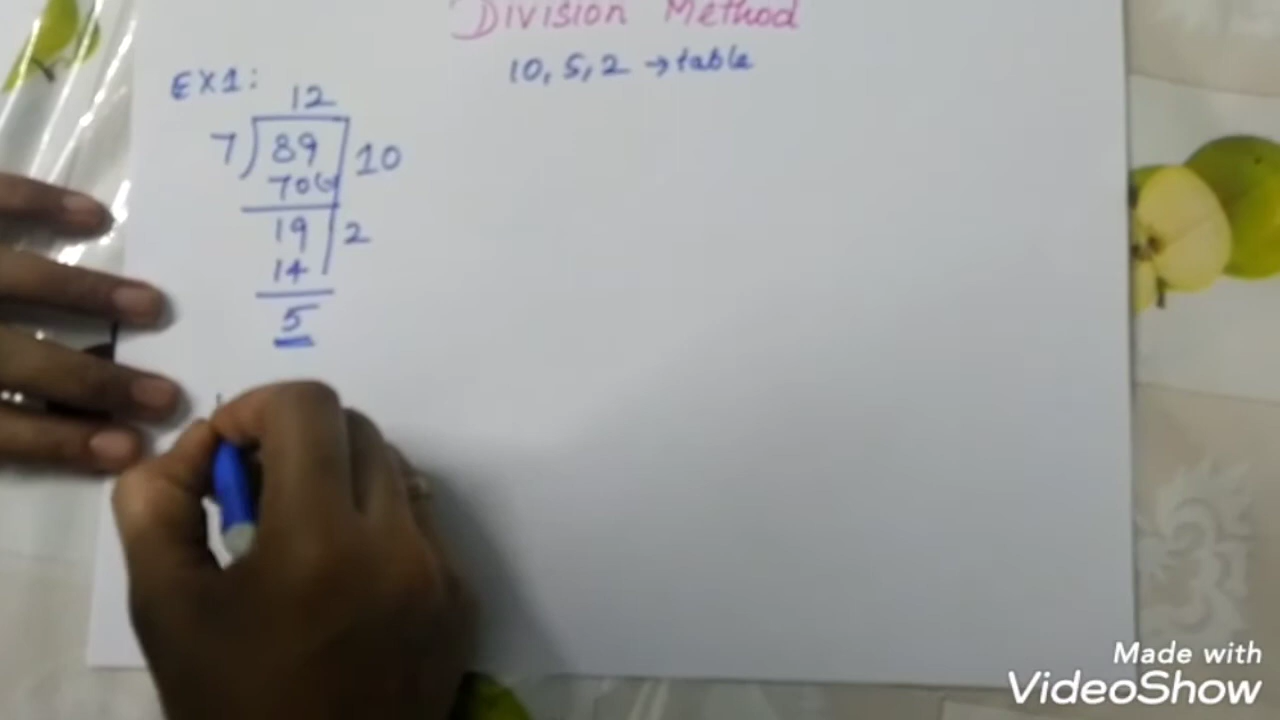 Division Method
10, 5, 2 → table
EX1:
12
7) 89 10
70
19 2
14
5
Made with
VideoShow